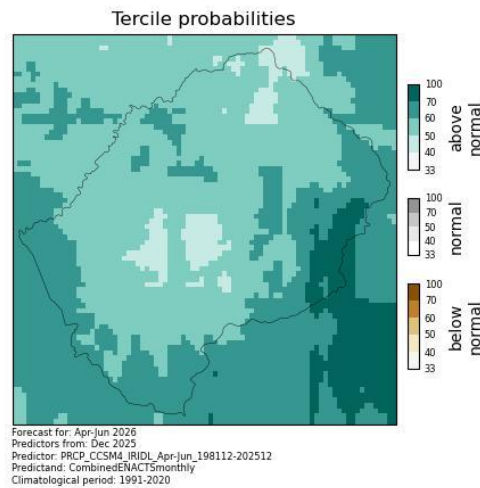 Tercile probabilities
100
70
60
50
40
33
above
normal
100
70
50
40
33
normal
100
70
60
50
40
33
below
normal
Forecast for: Apr-Jun 2026
Predictors from: Dec 2025
Predictor: PRCP_CCSM4_IRIDL_Apr-Jun_198112-202512
Predictand: CombinedENACTSmonthly
Climatological period: 1991-2020